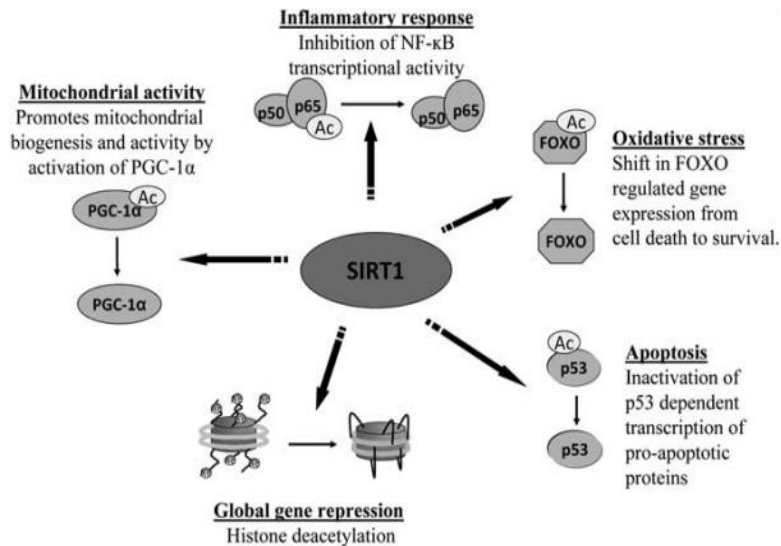 Inflammatory response
Inhibition of NF-κB
transcriptional activity
p50
p65
Ac
p50
p65
Mitochondrial activity
Promotes mitochondrial
biogenesis and activity by
activation of PGC-1α
Ac
PGC-1α
PGC-1α
Ac
FOXO
FOXO
Oxidative stress
Shift in FOXO
regulated gene
expression from
cell death to survival.
SIRT1
Ac
p53
p53
Apoptosis
Inactivation of
p53 dependent
transcription of
pro-apoptotic
proteins
Global gene repression
Histone deacetylation